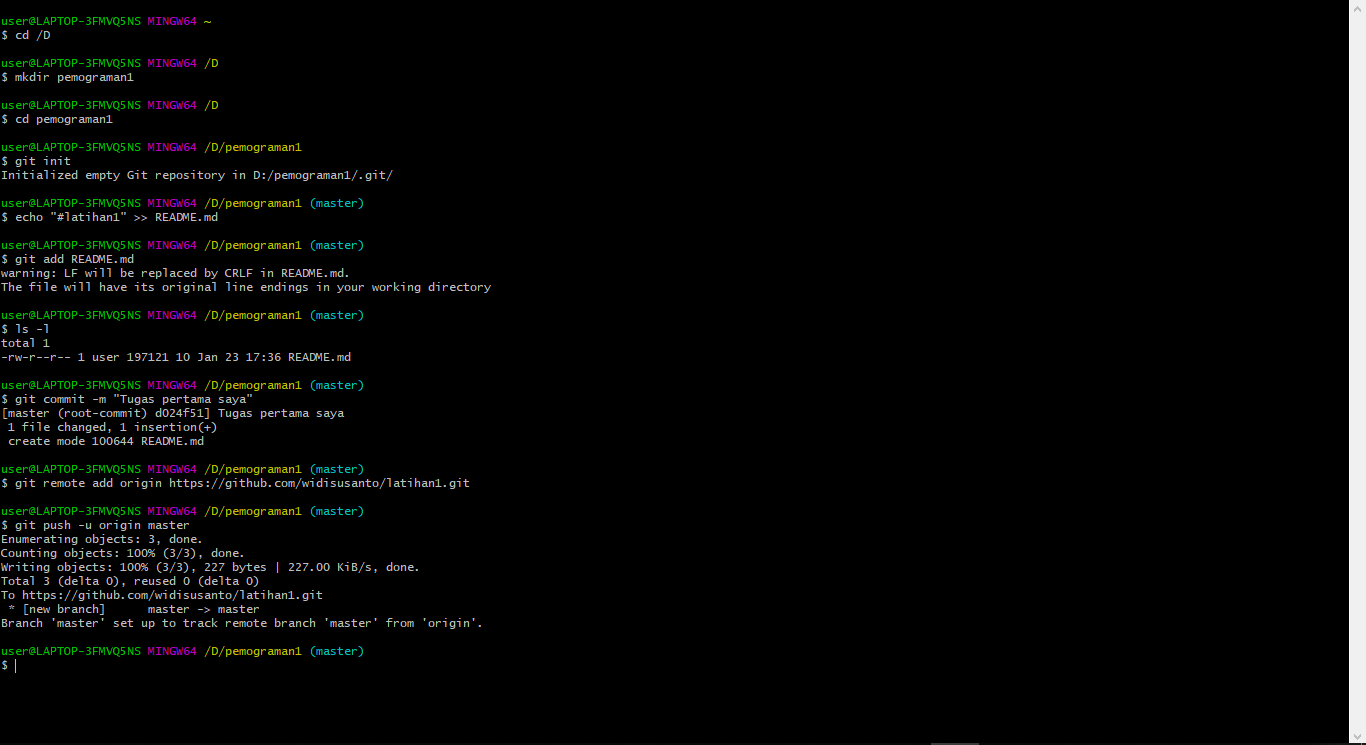 user@LAPTOP-3FMVQ5NS MINGW64 ~
$ cd /D
user@LAPTOP-3FMVQ5NS MINGW64 /D
$ mkdir pemograman1
user@LAPTOP-3FMVQ5NS MINGW64 /D
$ cd pemograman1
user@LAPTOP-3FMVQ5NS MINGW64 /D/pemograman1
$ git init
Initialized empty Git repository in D:/pemograman1/.git/
user@LAPTOP-3FMVQ5NS MINGW64 /D/pemograman1 (master)
$ echo "#latihan1" >> README.md
user@LAPTOP-3FMVQ5NS MINGW64 /D/pemograman1 (master)
$ git add README.md
warning: LF will be replaced by CRLF in README.md.
The file will have its original line endings in your working directory
user@LAPTOP-3FMVQ5NS MINGW64 /D/pemograman1 (master)
$ ls -l
total 1
-rw-r--r-- 1 user 197121 10 Jan 23 17:36 README.md
user@LAPTOP-3FMVQ5NS MINGW64 /D/pemograman1 (master)
$ git commit -m "Tugas pertama saya"
[master (root-commit) d024f51] Tugas pertama saya
 1 file changed, 1 insertion(+)
 create mode 100644 README.md
user@LAPTOP-3FMVQ5NS MINGW64 /D/pemograman1 (master)
$ git remote add origin https://github.com/widisusanto/latihan1.git
user@LAPTOP-3FMVQ5NS MINGW64 /D/pemograman1 (master)
$ git push -u origin master
Enumerating objects: 3, done.
Counting objects: 100% (3/3), done.
Writing objects: 100% (3/3), 227 bytes | 227.00 KiB/s, done.
Total 3 (delta 0), reused 0 (delta 0)
To https://github.com/widisusanto/latihan1.git
 * [new branch]      master -> master
Branch 'master' set up to track remote branch 'master' from 'origin'.
user@LAPTOP-3FMVQ5NS MINGW64 /D/pemograman1 (master)
$